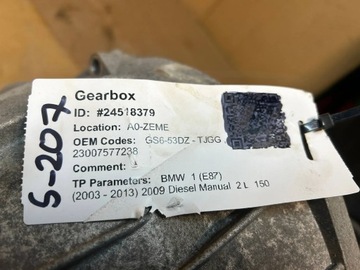 S-207
Gearbox
ID: #24518379
Location: A0-ZEME
OEM Codes: GS6-53DZ - TJGG
23007577238
Comment:
TP Parameters: BMW 1 (E87)
(2003 - 2013) 2009 Diesel Manual 2 L 150